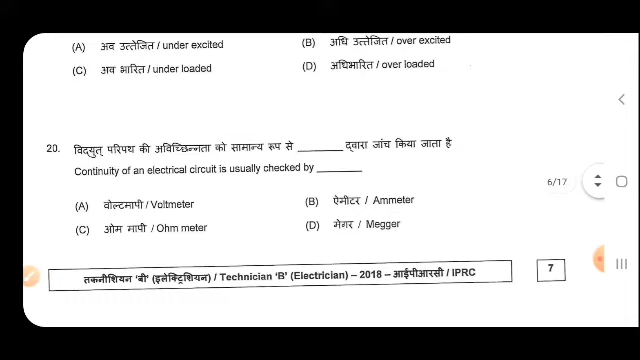 (A) अव उत्तेजित / under excited (B) अधि उत्तेजित / over excited
(C) अव भारित / under loaded (D) अधिभारित / over loaded
20. विद्युत् परिपथ की अविच्छिन्नता को सामान्य रूप से ________ द्वारा जांच किया जाता है
Continuity of an electrical circuit is usually checked by ________
6/17
(A) वोल्टमापी / Voltmeter (B) ऐमीटर / Ammeter
(C) ओम मापी / Ohm meter (D) मेगर / Megger
तकनीशियन 'बी' (इलेक्ट्रिशियन) / Technician 'B' (Electrician) – 2018 – आईपीआरसी / IPRC 7